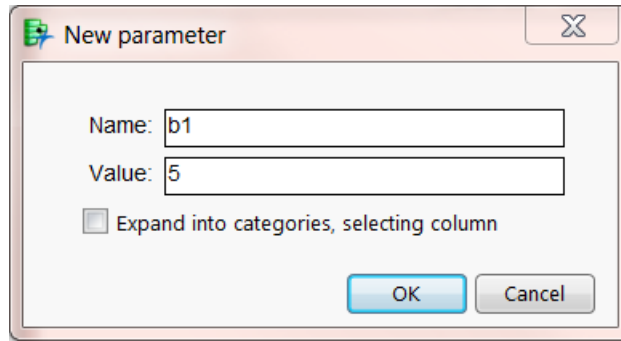 New parameter
Name: b1
Value: 5
Expand into categories, selecting column
OK Cancel